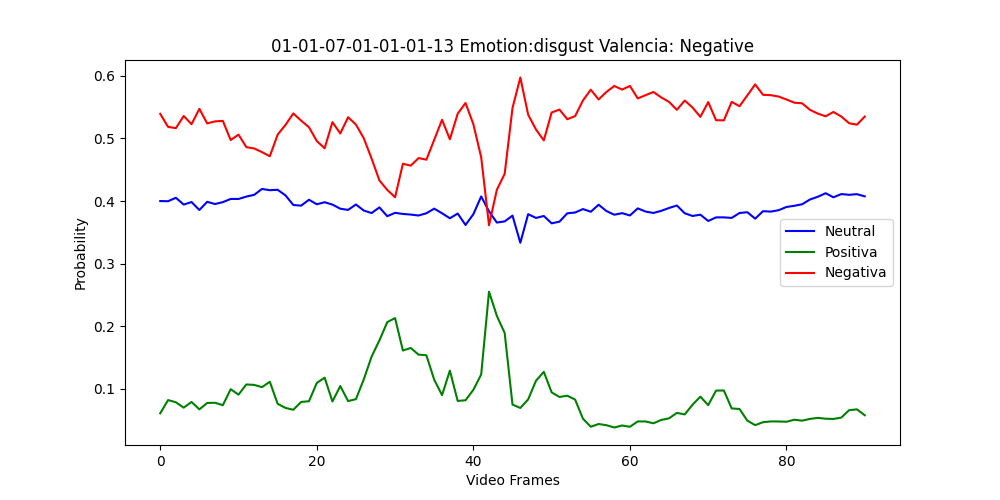 01-01-07-01-01-01-13 Emotion:disgust Valencia: Negative
0.6
0.5
0.4
0.3
0.2
0.1
Probability
Neutral
Positiva
Negativa
0 20 40 60 80
Video Frames